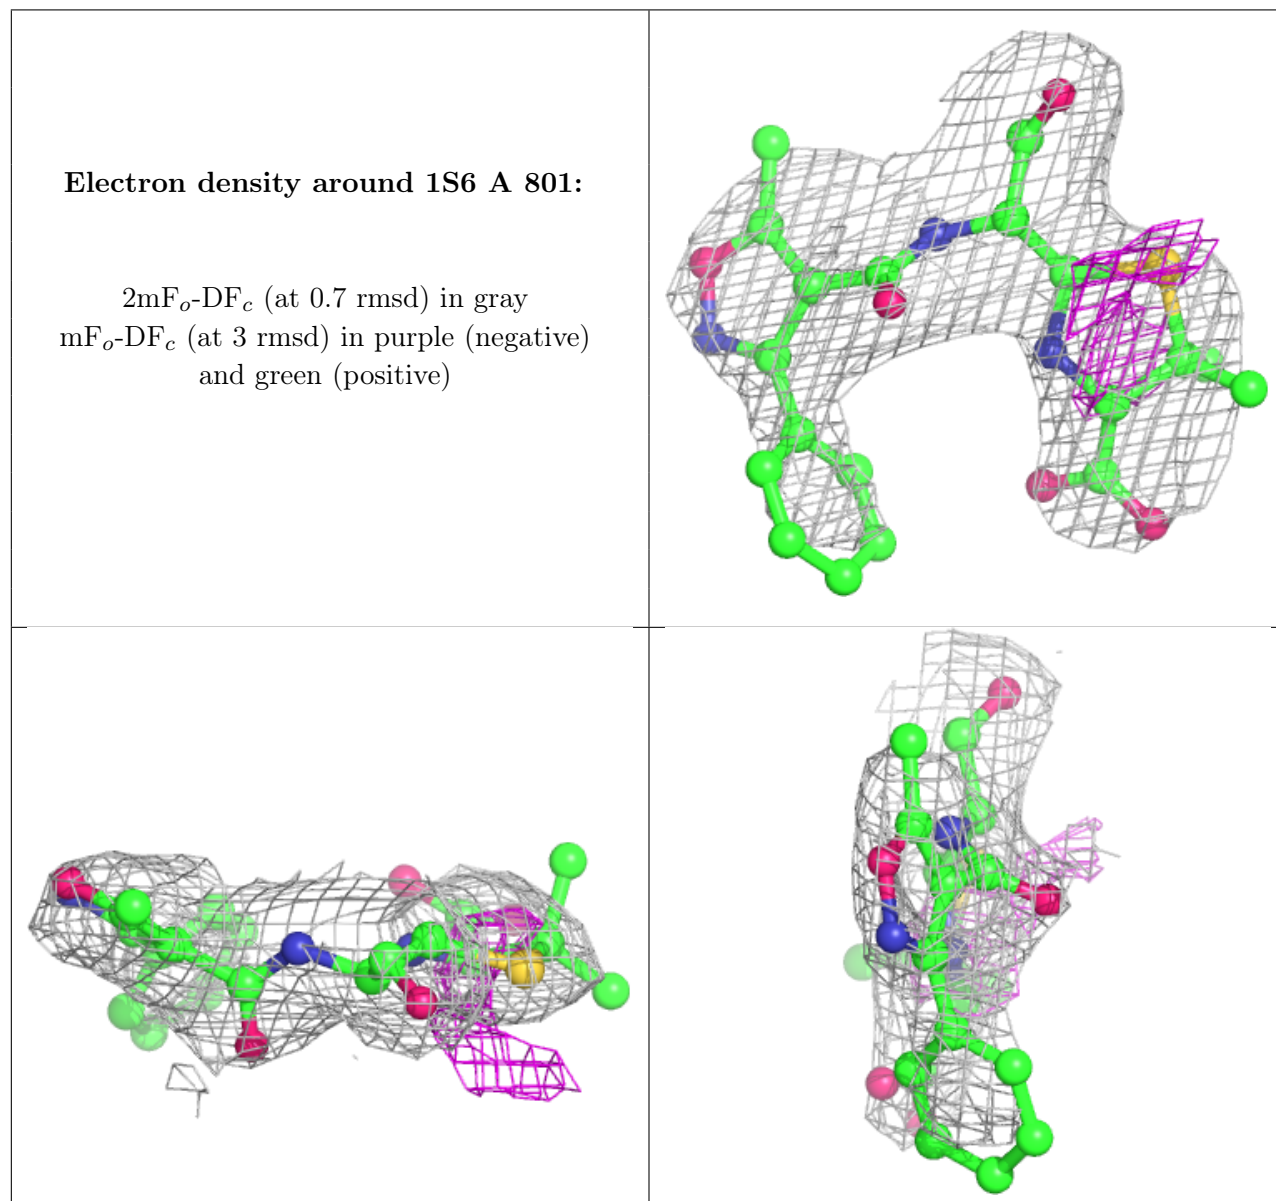 Electron density around 1S6 A 801:
2mFo-DFc (at 0.7 rmsd) in gray
mFo-DFc (at 3 rmsd) in purple (negative)
and green (positive)